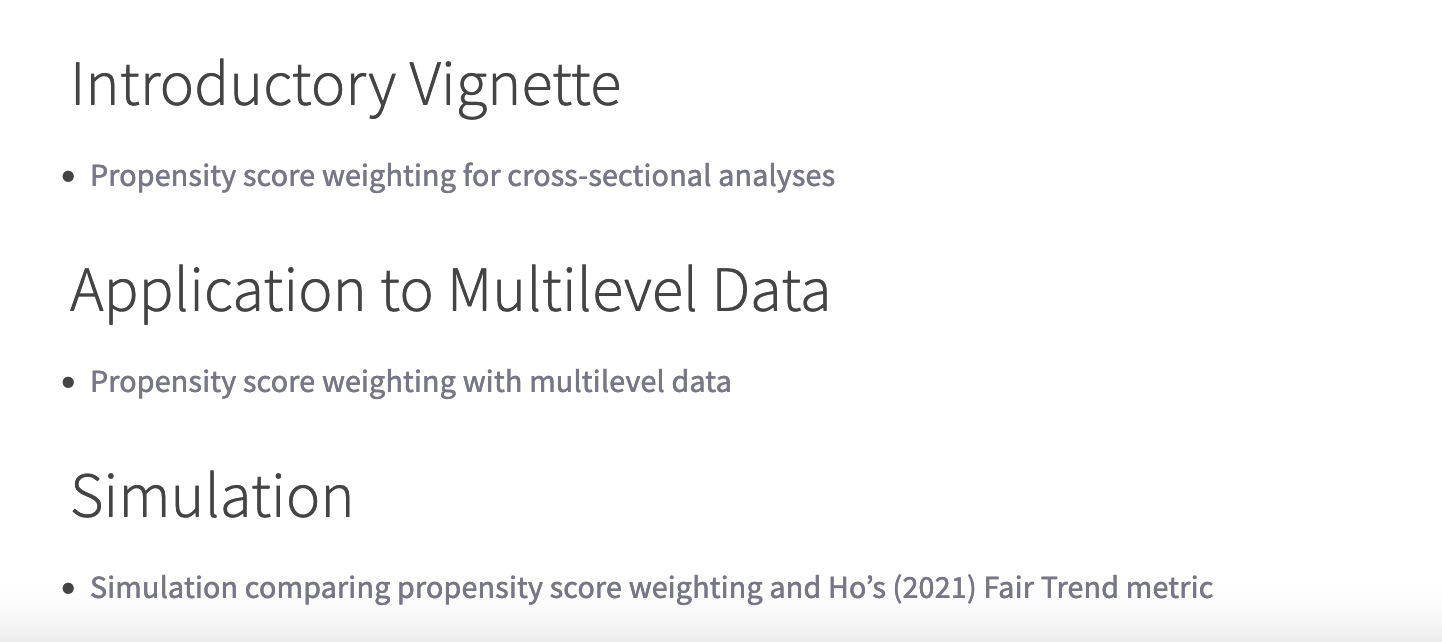 Introductory Vignette
Propensity score weighting for cross-sectional analyses
Application to Multilevel Data
Propensity score weighting with multilevel data
Simulation
Simulation comparing propensity score weighting and Ho’s (2021) Fair Trend metric